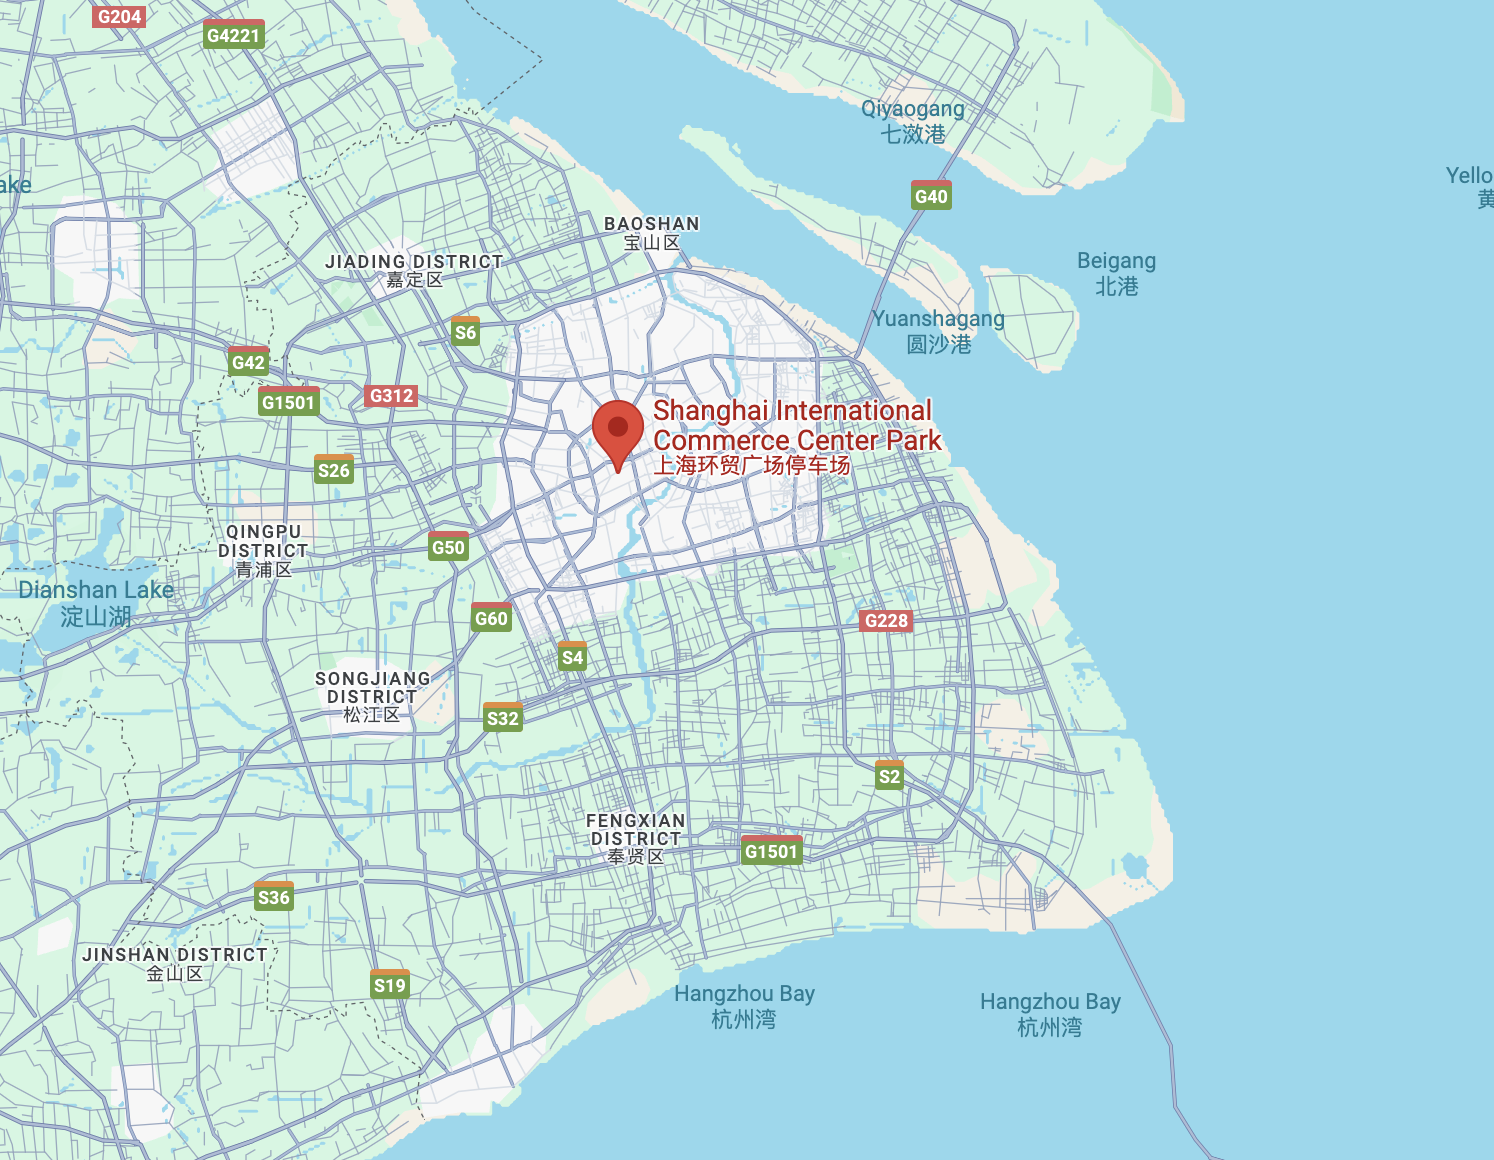 G204
G4221
Qiyaogang
七滧港
ake
Yello
黄
G40
BAOSHAN
宝山区
JIADING DISTRICT
嘉定区
Beigang
北港
S6
Yuanshagang
圆沙港
G42
G1501
G312
Shanghai International
Commerce Center Park
上海环贸广场停车场
S26
QINGPU
DISTRICT
青浦区
G50
Dianshan Lake
淀山湖
G60
G228
S4
SONGJIANG
DISTRICT
松江区
S32
S2
FENGXIAN
DISTRICT
奉贤区
G1501
S36
JINSHAN DISTRICT
金山区
S19
Hangzhou Bay
杭州湾
Hangzhou Bay
杭州湾